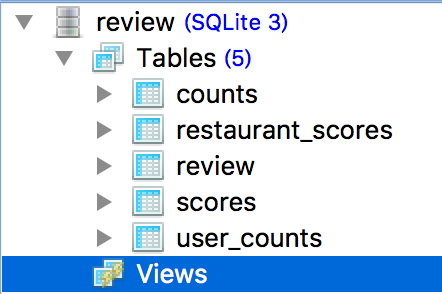 review (SQLite 3)
Tables (5)
counts
restaurant_scores
review
scores
user_counts
Views